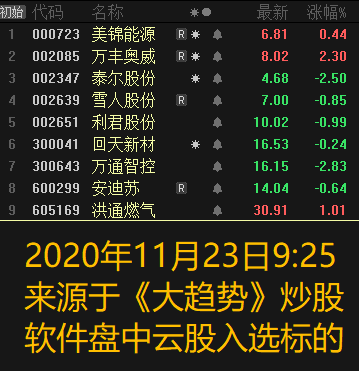 初始 代码 名称 最新 涨幅%
1 000723 美锦能源 R 6.81 0.44
2 002085 万丰奥威 R 8.02 2.30
3 002347 泰尔股份 4.68 -2.50
4 002639 雪人股份 R 7.00 -0.85
5 002651 利君股份 10.02 -0.99
6 300041 回天新材 16.53 -0.24
7 300643 万通智控 16.15 -2.83
8 600299 安迪苏 R 14.04 -0.64
9 605169 洪通燃气 30.91 1.01
2020年11月23日9:25
来源于《大趋势》炒股
软件盘中云股入选标的